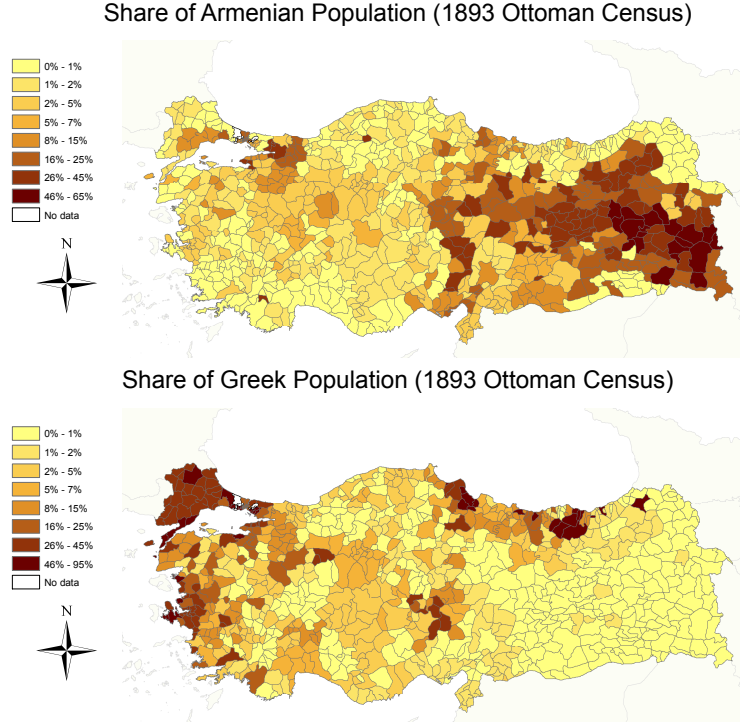 Share of Armenian Population (1893 Ottoman Census)
0% - 1%
1% - 2%
2% - 5%
5% - 7%
8% - 15%
16% - 25%
26% - 45%
46% - 65%
No data
N
Share of Greek Population (1893 Ottoman Census)
0% - 1%
1% - 2%
2% - 5%
5% - 7%
8% - 15%
16% - 25%
26% - 45%
46% - 95%
No data
N